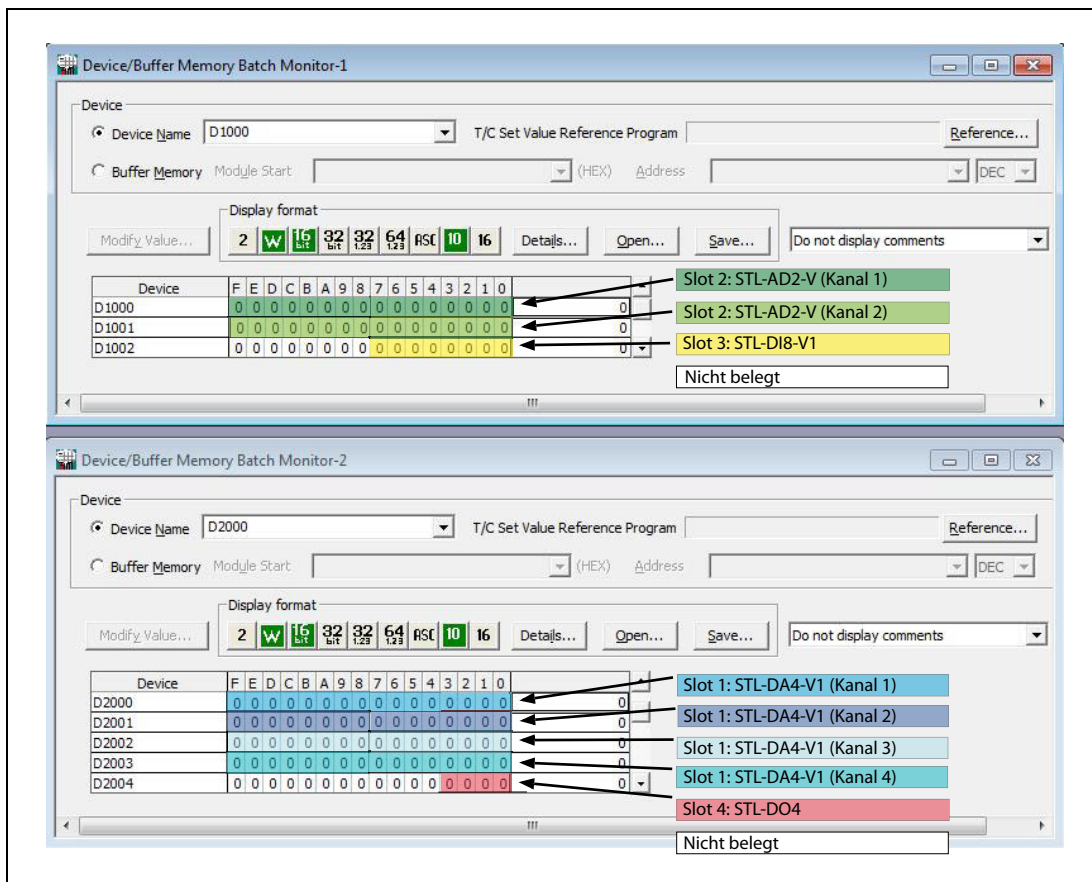 Device/Buffer Memory Batch Monitor-1
Device
Device Name D1000 T/C Set Value Reference Program Reference...
Buffer Memory Module Start (HEX) Address DEC
Display format
Modify Value... 2 W 16 bit 32 bit 32 1.23 64 1.23 ASC 10 16 Details... Open... Save... Do not display comments
Device F E D C B A 9 8 7 6 5 4 3 2 1 0
Slot 2: STL-AD2-V (Kanal 1)
D1000 0 0 0 0 0 0 0 0 0 0 0 0 0 0 0 0 0
Slot 2: STL-AD2-V (Kanal 2)
D1001 0 0 0 0 0 0 0 0 0 0 0 0 0 0 0 0 0
D1002 0 0 0 0 0 0 0 0 0 0 0 0 0 0 0 0 0
Slot 3: STL-DI8-V1
Nicht belegt
Device/Buffer Memory Batch Monitor-2
Device
Device Name D2000 T/C Set Value Reference Program Reference...
Buffer Memory Module Start (HEX) Address DEC
Display format
Modify Value... 2 W 16 bit 32 bit 32 1.23 64 1.23 ASC 10 16 Details... Open... Save... Do not display comments
Device F E D C B A 9 8 7 6 5 4 3 2 1 0
Slot 1: STL-DA4-V1 (Kanal 1)
D2000 0 0 0 0 0 0 0 0 0 0 0 0 0 0 0 0 0
Slot 1: STL-DA4-V1 (Kanal 2)
D2001 0 0 0 0 0 0 0 0 0 0 0 0 0 0 0 0 0
D2002 0 0 0 0 0 0 0 0 0 0 0 0 0 0 0 0 0
Slot 1: STL-DA4-V1 (Kanal 3)
D2003 0 0 0 0 0 0 0 0 0 0 0 0 0 0 0 0 0
Slot 1: STL-DA4-V1 (Kanal 4)
D2004 0 0 0 0 0 0 0 0 0 0 0 0 0 0 0 0 0
Slot 4: STL-DO4
Nicht belegt